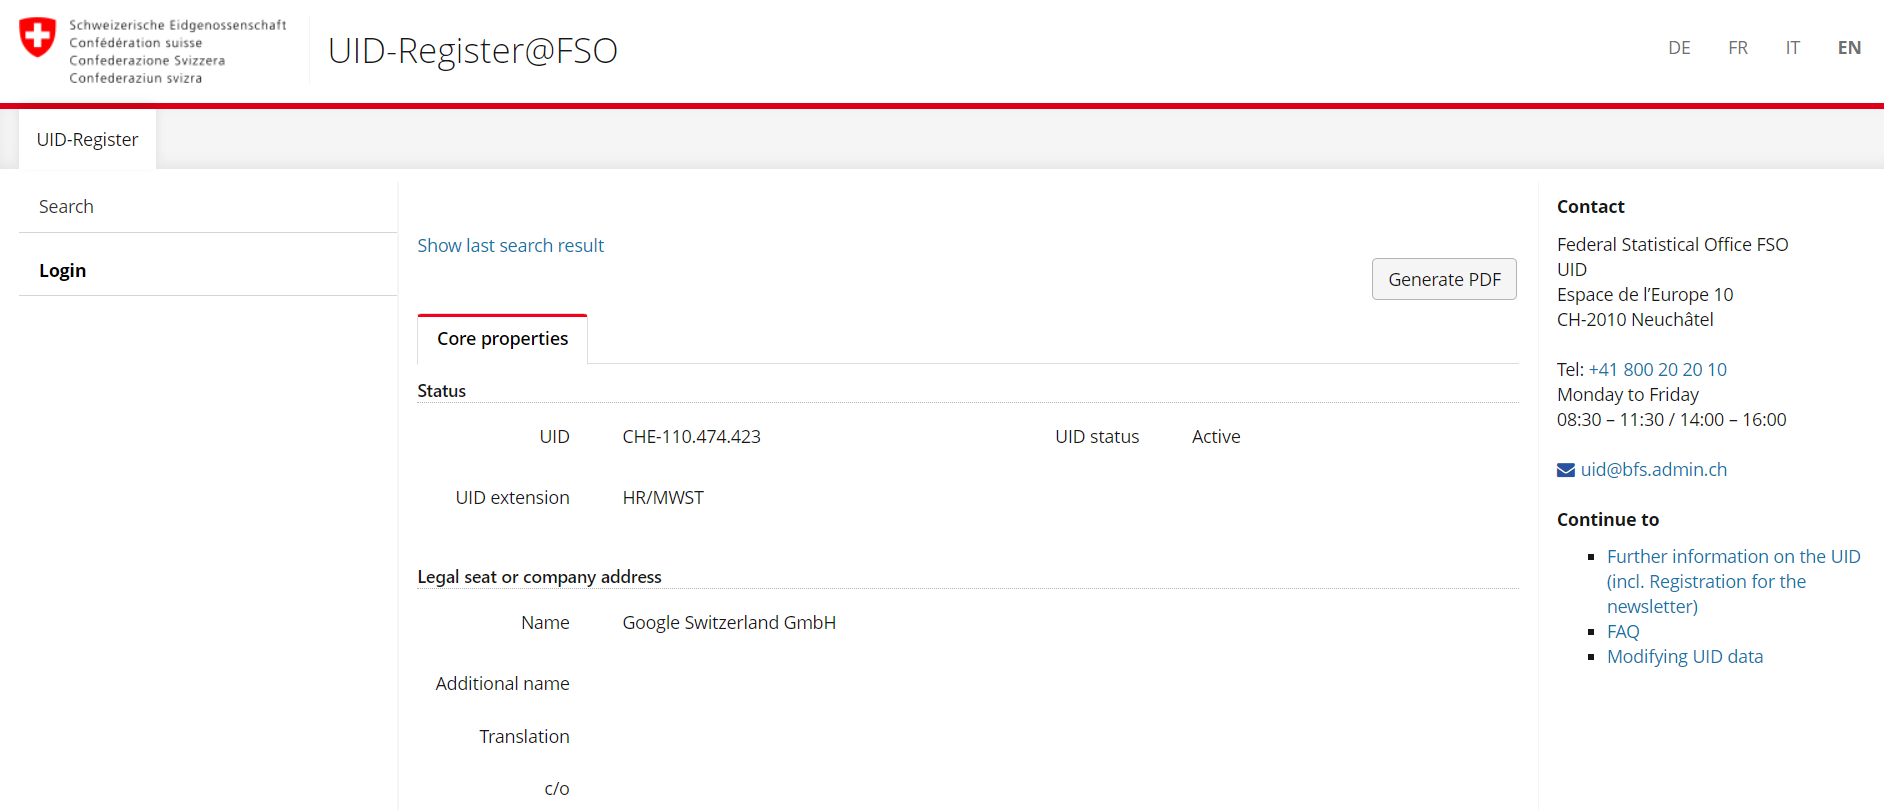 Schweizerische Eidgenossenschaft
Confédération suisse
Confederazione Svizzera
Confederaziun svizra
UID-Register@FSO
DE FR IT EN
UID-Register
Search
Login
Show last search result
Generate PDF
Core properties
Status
UID CHE-110.474.423 UID status Active
UID extension HR/MWST
Legal seat or company address
Name Google Switzerland GmbH
Additional name
Translation
c/o
Contact
Federal Statistical Office FSO
UID
Espace de l’Europe 10
CH-2010 Neuchâtel
Tel: +41 800 20 20 10
Monday to Friday
08:30 – 11:30 / 14:00 – 16:00
uid@bfs.admin.ch
Continue to
Further information on the UID
(incl. Registration for the
newsletter)
FAQ
Modifying UID data